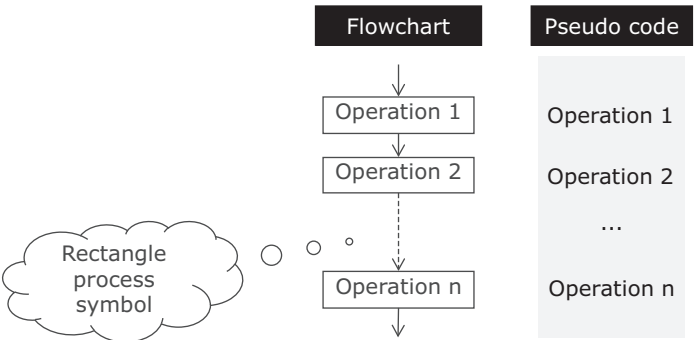 Flowchart
Pseudo code
Operation 1
Operation 1
Operation 2
Operation 2
...
Rectangle
process
symbol
Operation n
Operation n